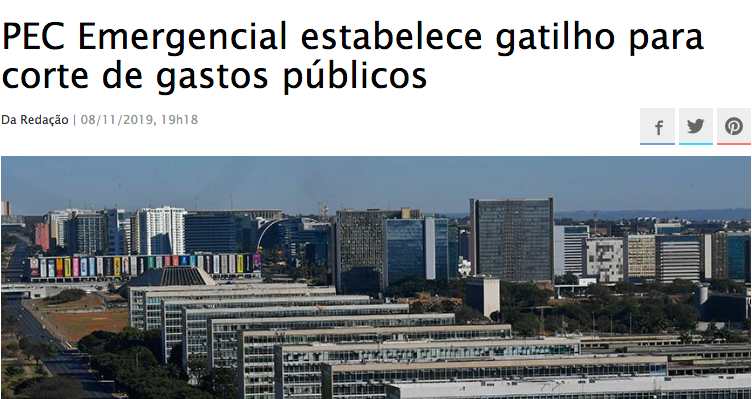 PEC Emergencial estabelece gatilho para
corte de gastos públicos
Da Redação | 08/11/2019, 19h18